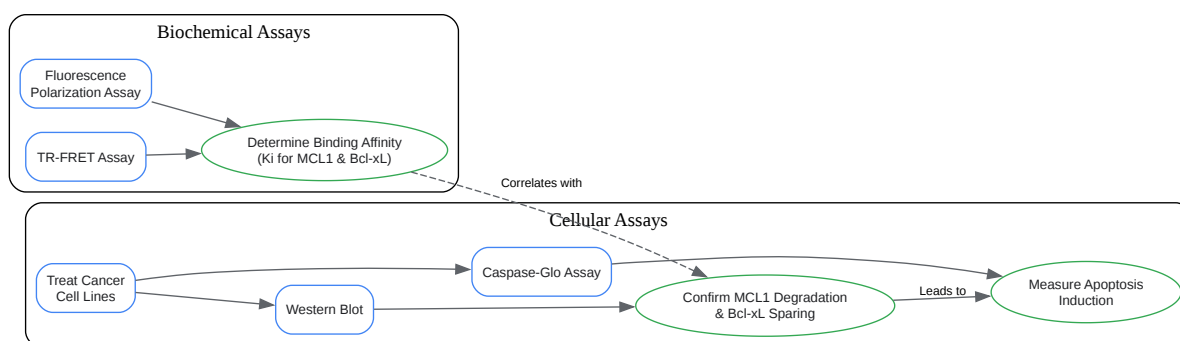 Biochemical Assays
Fluorescence
Polarization Assay
TR-FRET Assay
Determine Binding Affinity
(Ki for MCL1 & Bcl-xL)
Correlates with
Cellular Assays
Treat Cancer
Cell Lines
Caspase-Glo Assay
Western Blot
Confirm MCL1 Degradation
& Bcl-xL Sparing
Leads to
Measure Apoptosis
Induction